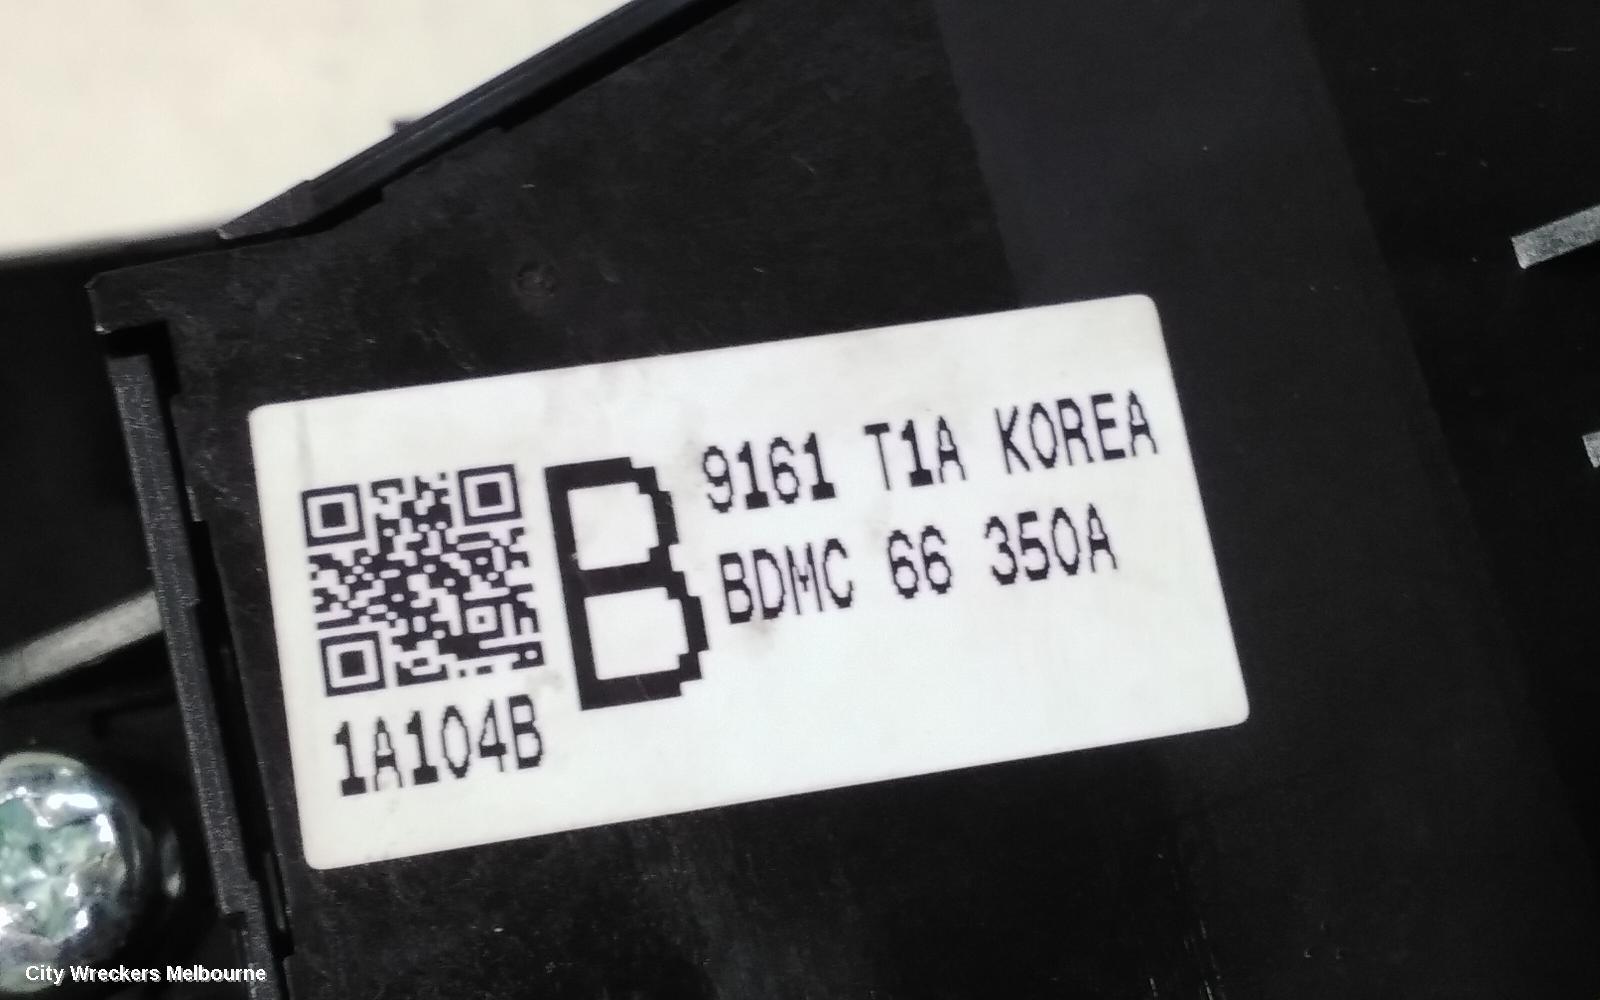 B
9161 T1A KOREA
BDMC 66 350A
1A104B
City Wreckers Melbourne